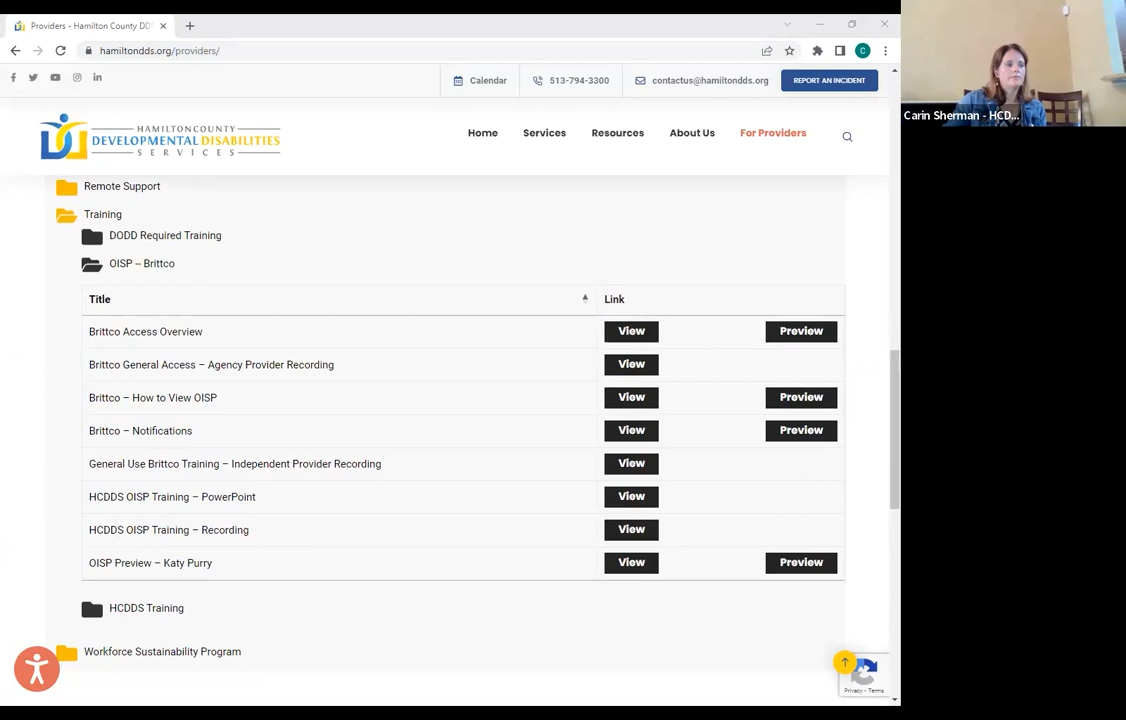 Providers - Hamilton County DD
hamiltondds.org/providers/
C
Calendar
513-794-3300
contactus@hamiltondds.org
REPORT AN INCIDENT
HAMILTON COUNTY
DEVELOPMENTAL DISABILITIES
SERVICES
Home
Services
Resources
About Us
For Providers
Carin Sherman - HCD...
Remote Support
Training
DODD Required Training
OISP – Brittco
Title Link
Brittco Access Overview View Preview
Brittco General Access – Agency Provider Recording View
Brittco – How to View OISP View Preview
Brittco – Notifications View Preview
General Use Brittco Training – Independent Provider Recording View
HCDDS OISP Training – PowerPoint View
HCDDS OISP Training – Recording View
OISP Preview – Katy Purry View Preview
HCDDS Training
Workforce Sustainability Program
Privacy - Terms